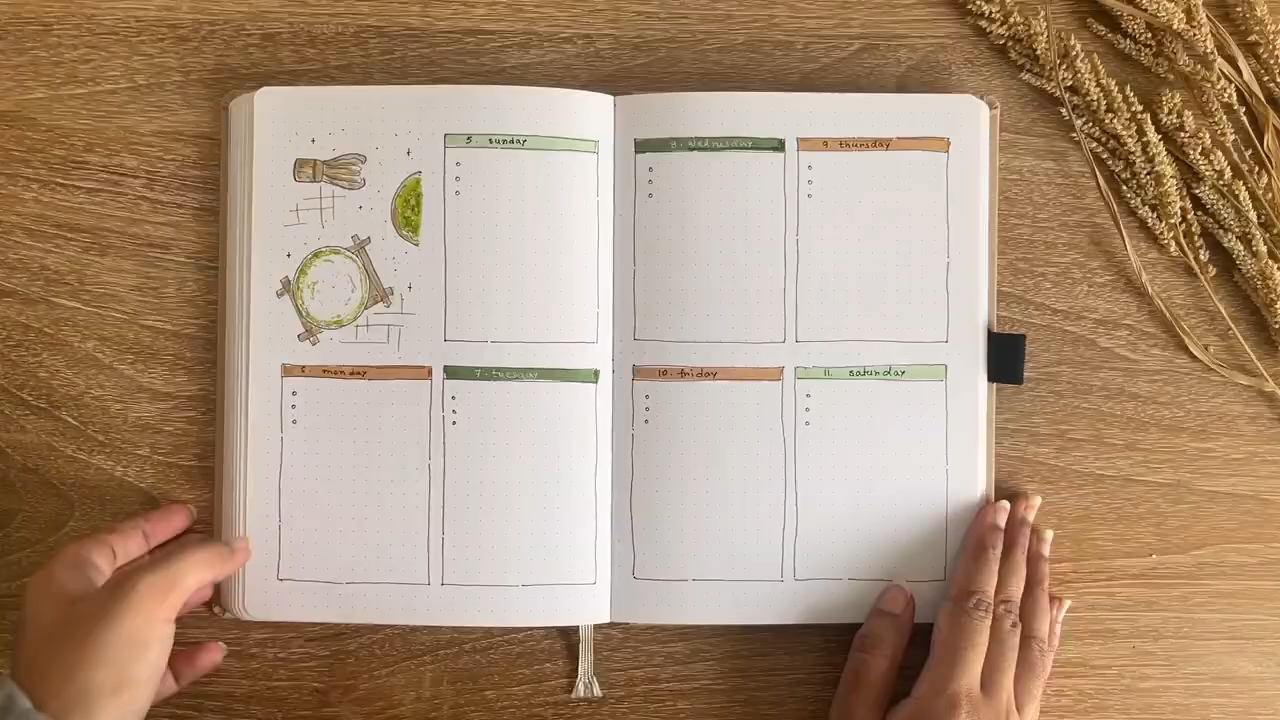 5. sunday
6. monday
7. tuesday
8. wednesday
9. thursday
10. friday
11. saturday